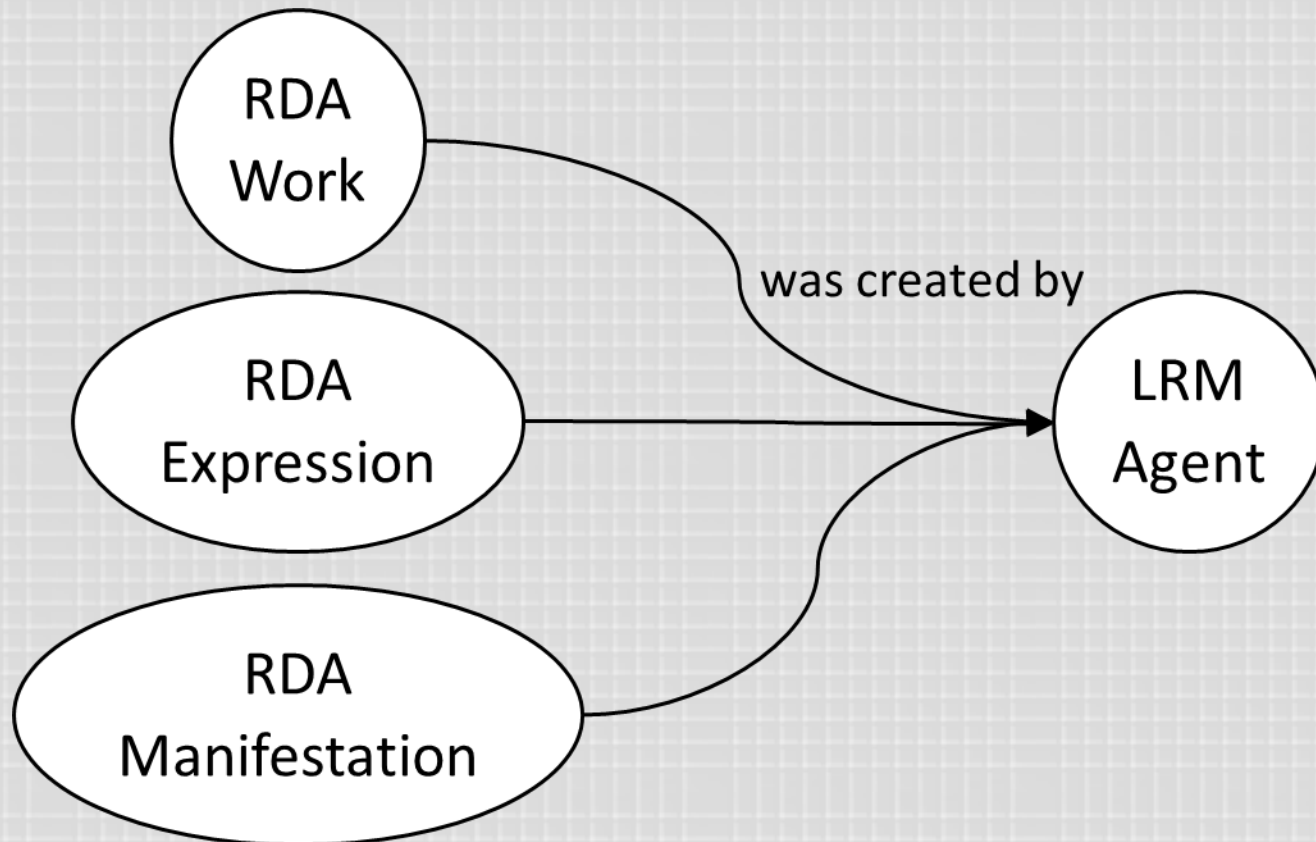 RDA
Work
was created by
RDA
Expression
LRM
Agent
RDA
Manifestation